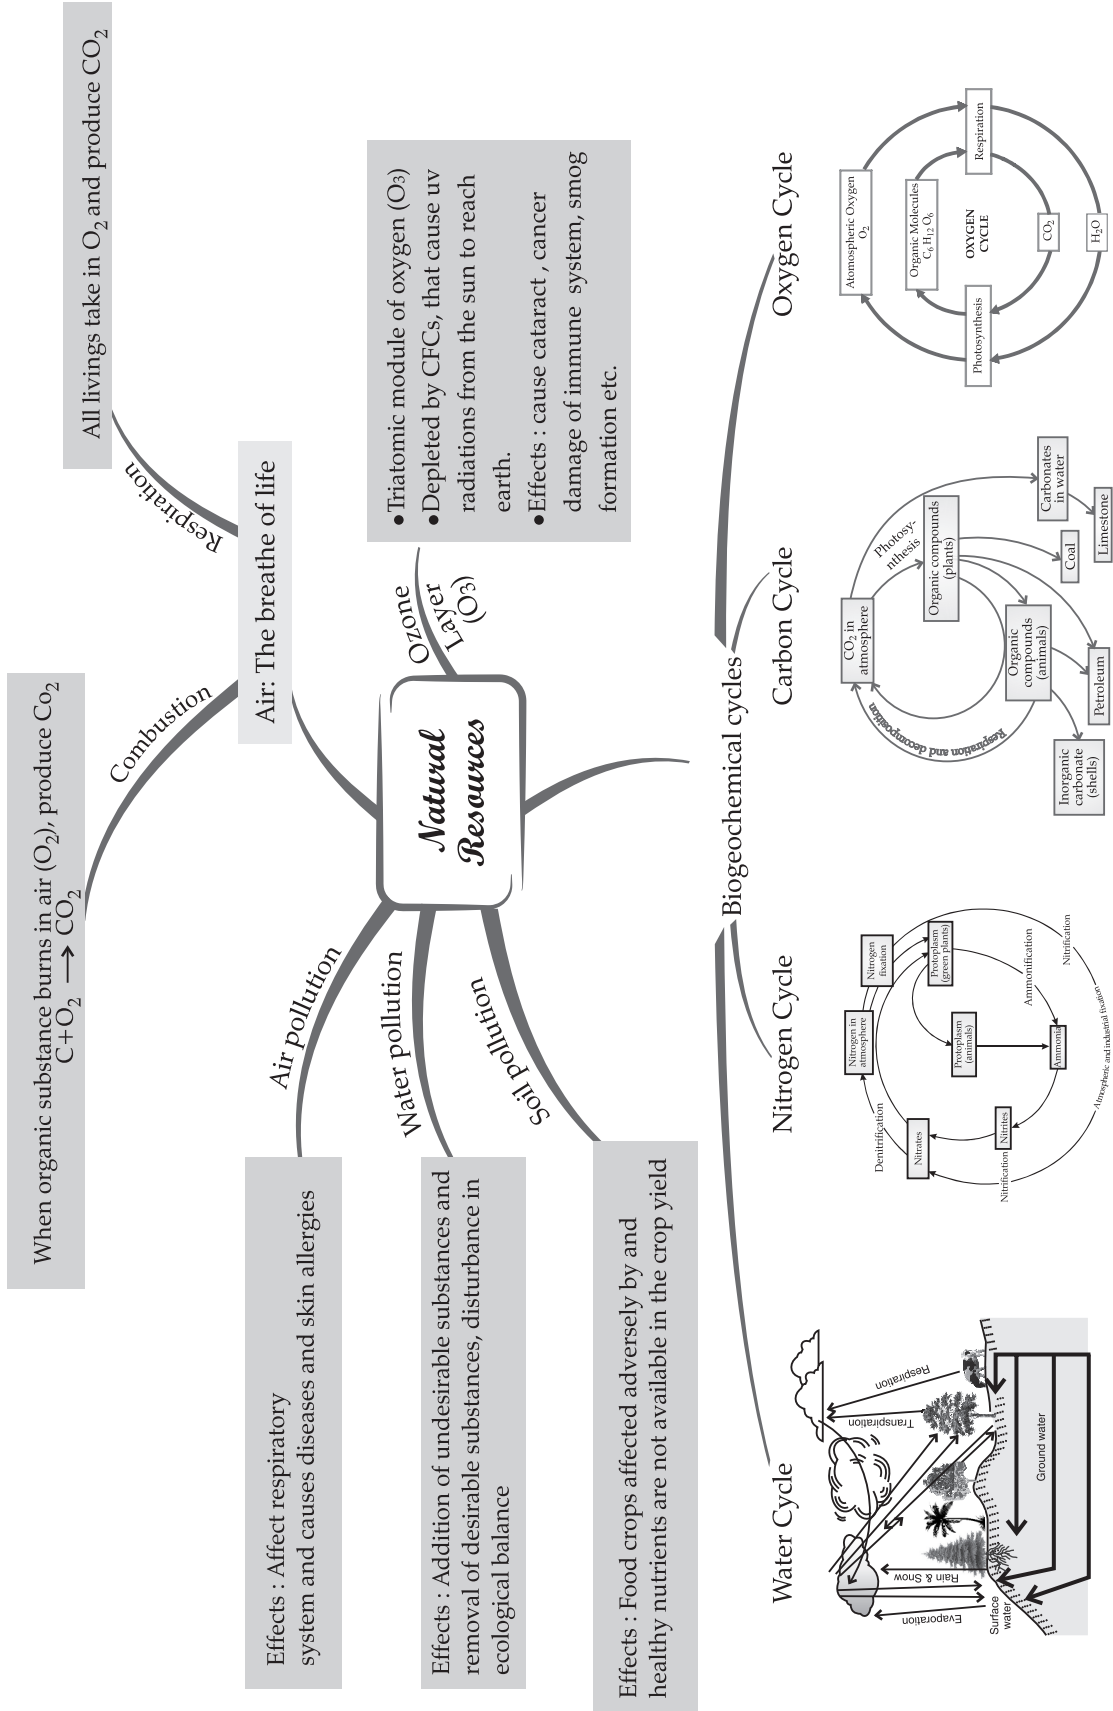 Natural
Resources
Air: The breathe of life
Combustion
When organic substance burns in air (O₂), produce Co₂
C+O₂ ⟶ CO₂
Respiration
All livings take in O₂ and produce CO₂
Ozone
Layer
(O₃)
●Triatomic module of oxygen (O₃)
●Depleted by CFCs, that cause uv
radiations from the sun to reach
earth.
●Effects : cause cataract , cancer
damage of immune system, smog
formation etc.
Air pollution
Effects : Affect respiratory
system and causes diseases and skin allergies
Water pollution
Effects : Addition of undesirable substances and
removal of desirable substances, disturbance in
ecological balance
Soil pollution
Effects : Food crops affected adversely by and
healthy nutrients are not available in the crop yield
Biogeochemical cycles
Water Cycle
Evaporation
Rain & Snow
Transpiration
Respiration
Surface
water
Ground water
Nitrogen Cycle
Nitrogen in
atmosphere
Nitrogen
fixation
Denitrification
Nitrates
Protoplasm
(green plants)
Protoplasm
(animals)
Nitrites
Ammonia
Ammonification
Nitrification
Nitrification
Atmospheric and industrial fixation
Carbon Cycle
CO₂ in
atmosphere
Photosy-
nthesis
Organic compounds
(plants)
Respiration and decomposition
Organic
compounds
(animals)
Carbonates
in water
Coal
Limestone
Petroleum
Inorganic
carbonate
(shells)
Oxygen Cycle
Atomospheric Oxygen
O₂
Organic Molecules
C₆ H₁₂ O₆
Photosynthesis
OXYGEN
CYCLE
Respiration
CO₂
H₂O